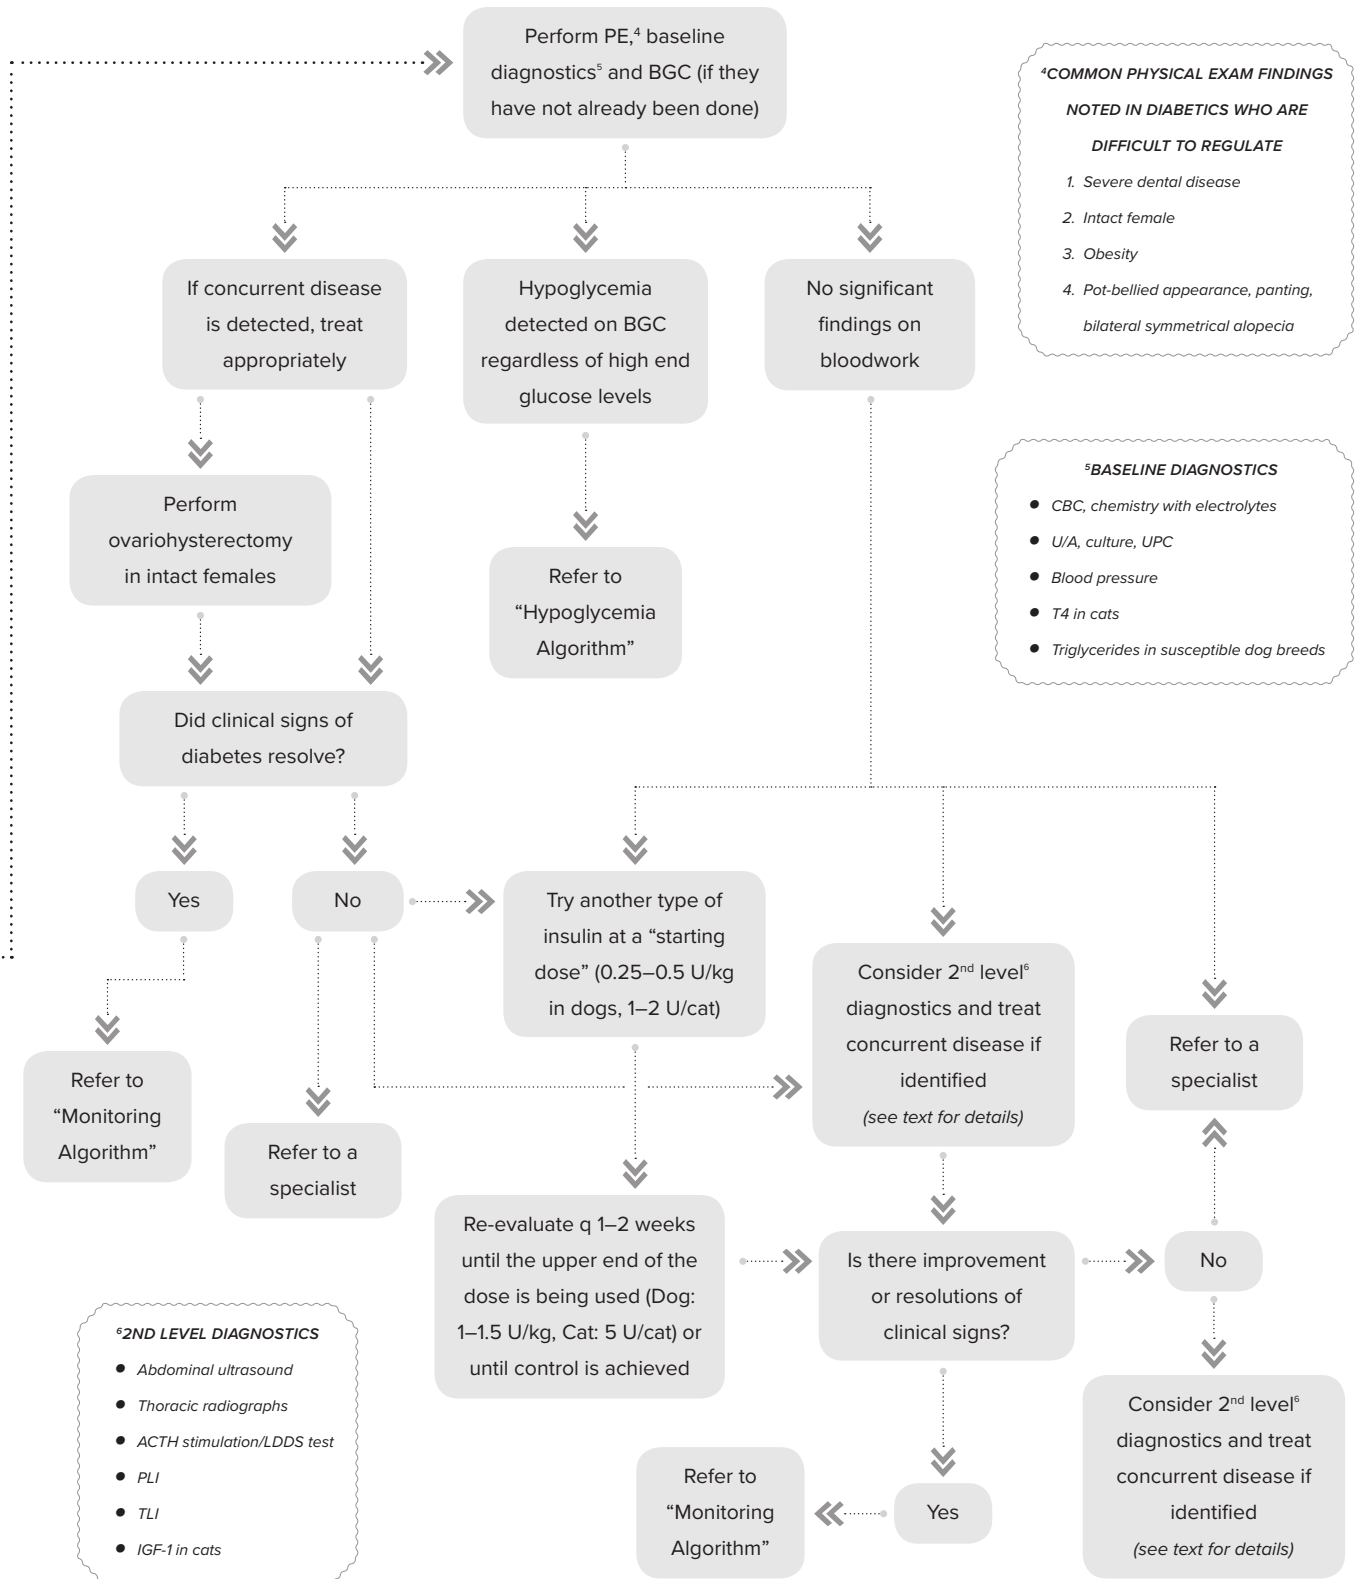 Perform PE,⁴ baseline
diagnostics⁵ and BGC (if they
have not already been done)
⁴COMMON PHYSICAL EXAM FINDINGS
NOTED IN DIABETICS WHO ARE
DIFFICULT TO REGULATE
1. Severe dental disease
2. Intact female
3. Obesity
4. Pot-bellied appearance, panting,
bilateral symmetrical alopecia
If concurrent disease
is detected, treat
appropriately
Hypoglycemia
detected on BGC
regardless of high end
glucose levels
No significant
findings on
bloodwork
⁵BASELINE DIAGNOSTICS
● CBC, chemistry with electrolytes
● U/A, culture, UPC
● Blood pressure
● T4 in cats
● Triglycerides in susceptible dog breeds
Perform
ovariohysterectomy
in intact females
Refer to
“Hypoglycemia
Algorithm”
Did clinical signs of
diabetes resolve?
Yes
No
Try another type of
insulin at a “starting
dose” (0.25–0.5 U/kg
in dogs, 1–2 U/cat)
Consider 2nd level⁶
diagnostics and treat
concurrent disease if
identified
(see text for details)
Refer to a
specialist
Refer to
“Monitoring
Algorithm”
Refer to a
specialist
Re-evaluate q 1–2 weeks
until the upper end of the
dose is being used (Dog:
1–1.5 U/kg, Cat: 5 U/cat) or
until control is achieved
Is there improvement
or resolutions of
clinical signs?
No
⁶2ND LEVEL DIAGNOSTICS
● Abdominal ultrasound
● Thoracic radiographs
● ACTH stimulation/LDDS test
● PLI
● TLI
● IGF-1 in cats
Refer to
“Monitoring
Algorithm”
Yes
Consider 2nd level⁶
diagnostics and treat
concurrent disease if
identified
(see text for details)